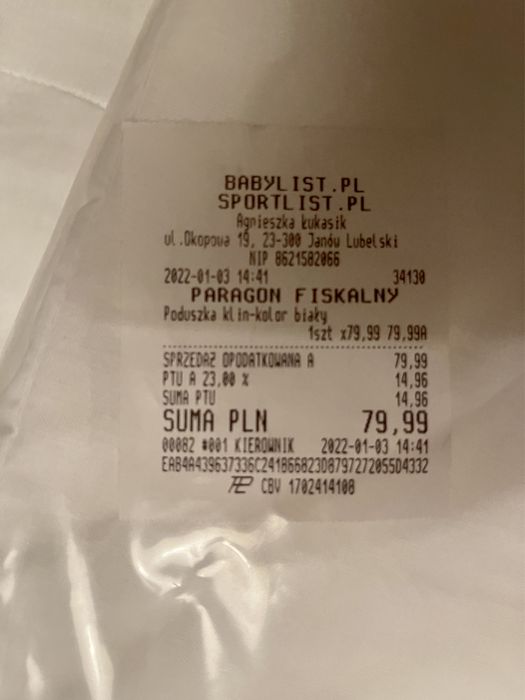 BABYLIST.PL
SPORTLIST.PL
Agnieszka Łukasik
ul.Okopowa 19, 23-300 Janów Lubelski
NIP 8621582066
2022-01-03 14:41 34130
PARAGON FISKALNY
Poduszka klin-kolor biały
1szt x79,99 79,99A
SPRZEDAŻ OPODATKOWANA A 79,99
PTU A 23,00 % 14,96
SUMA PTU 14,96
SUMA PLN 79,99
00082 #001 KIEROWNIK 2022-01-03 14:41
EAB4A439637336C241866823D8797272055D4332
CBV 1702414108